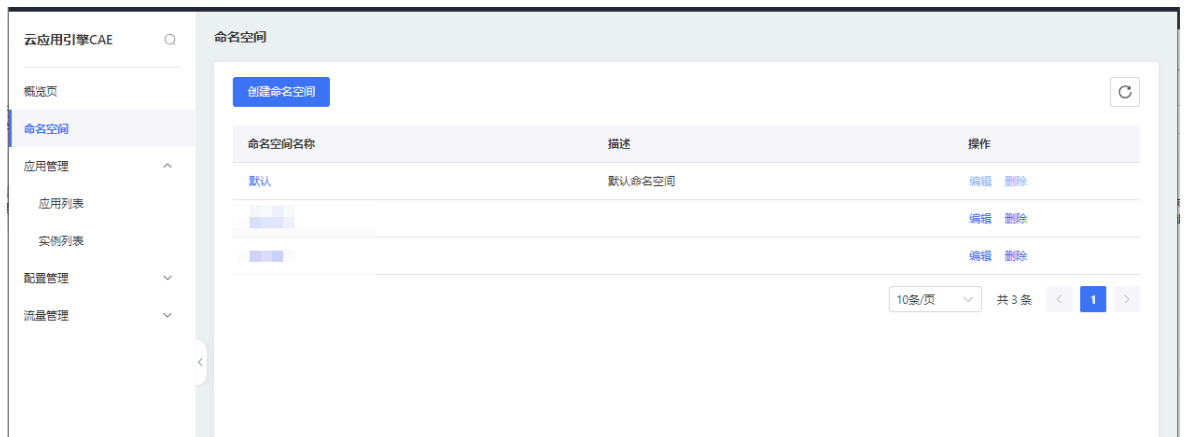 云应用引擎CAE
概览页
命名空间
应用管理
应用列表
实例列表
配置管理
流量管理
命名空间
创建命名空间
命名空间名称 描述 操作
默认 默认命名空间 编辑 删除
编辑 删除
编辑 删除
10条/页 共 3 条 1